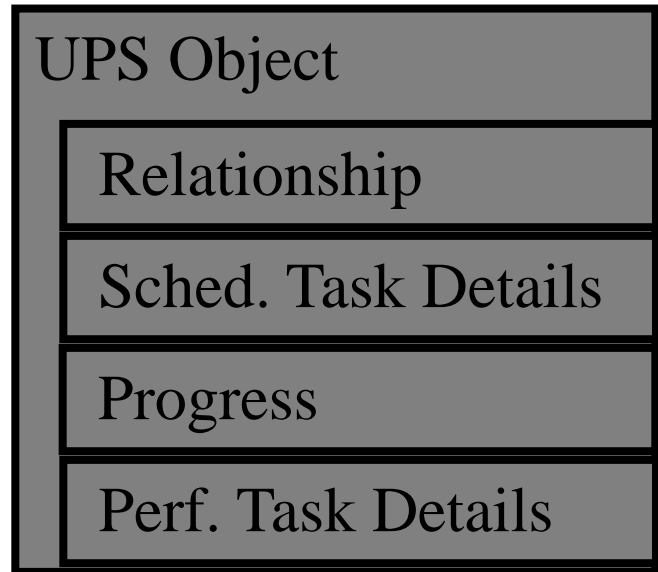 UPS Object
Relationship
Sched. Task Details
Progress
Perf. Task Details